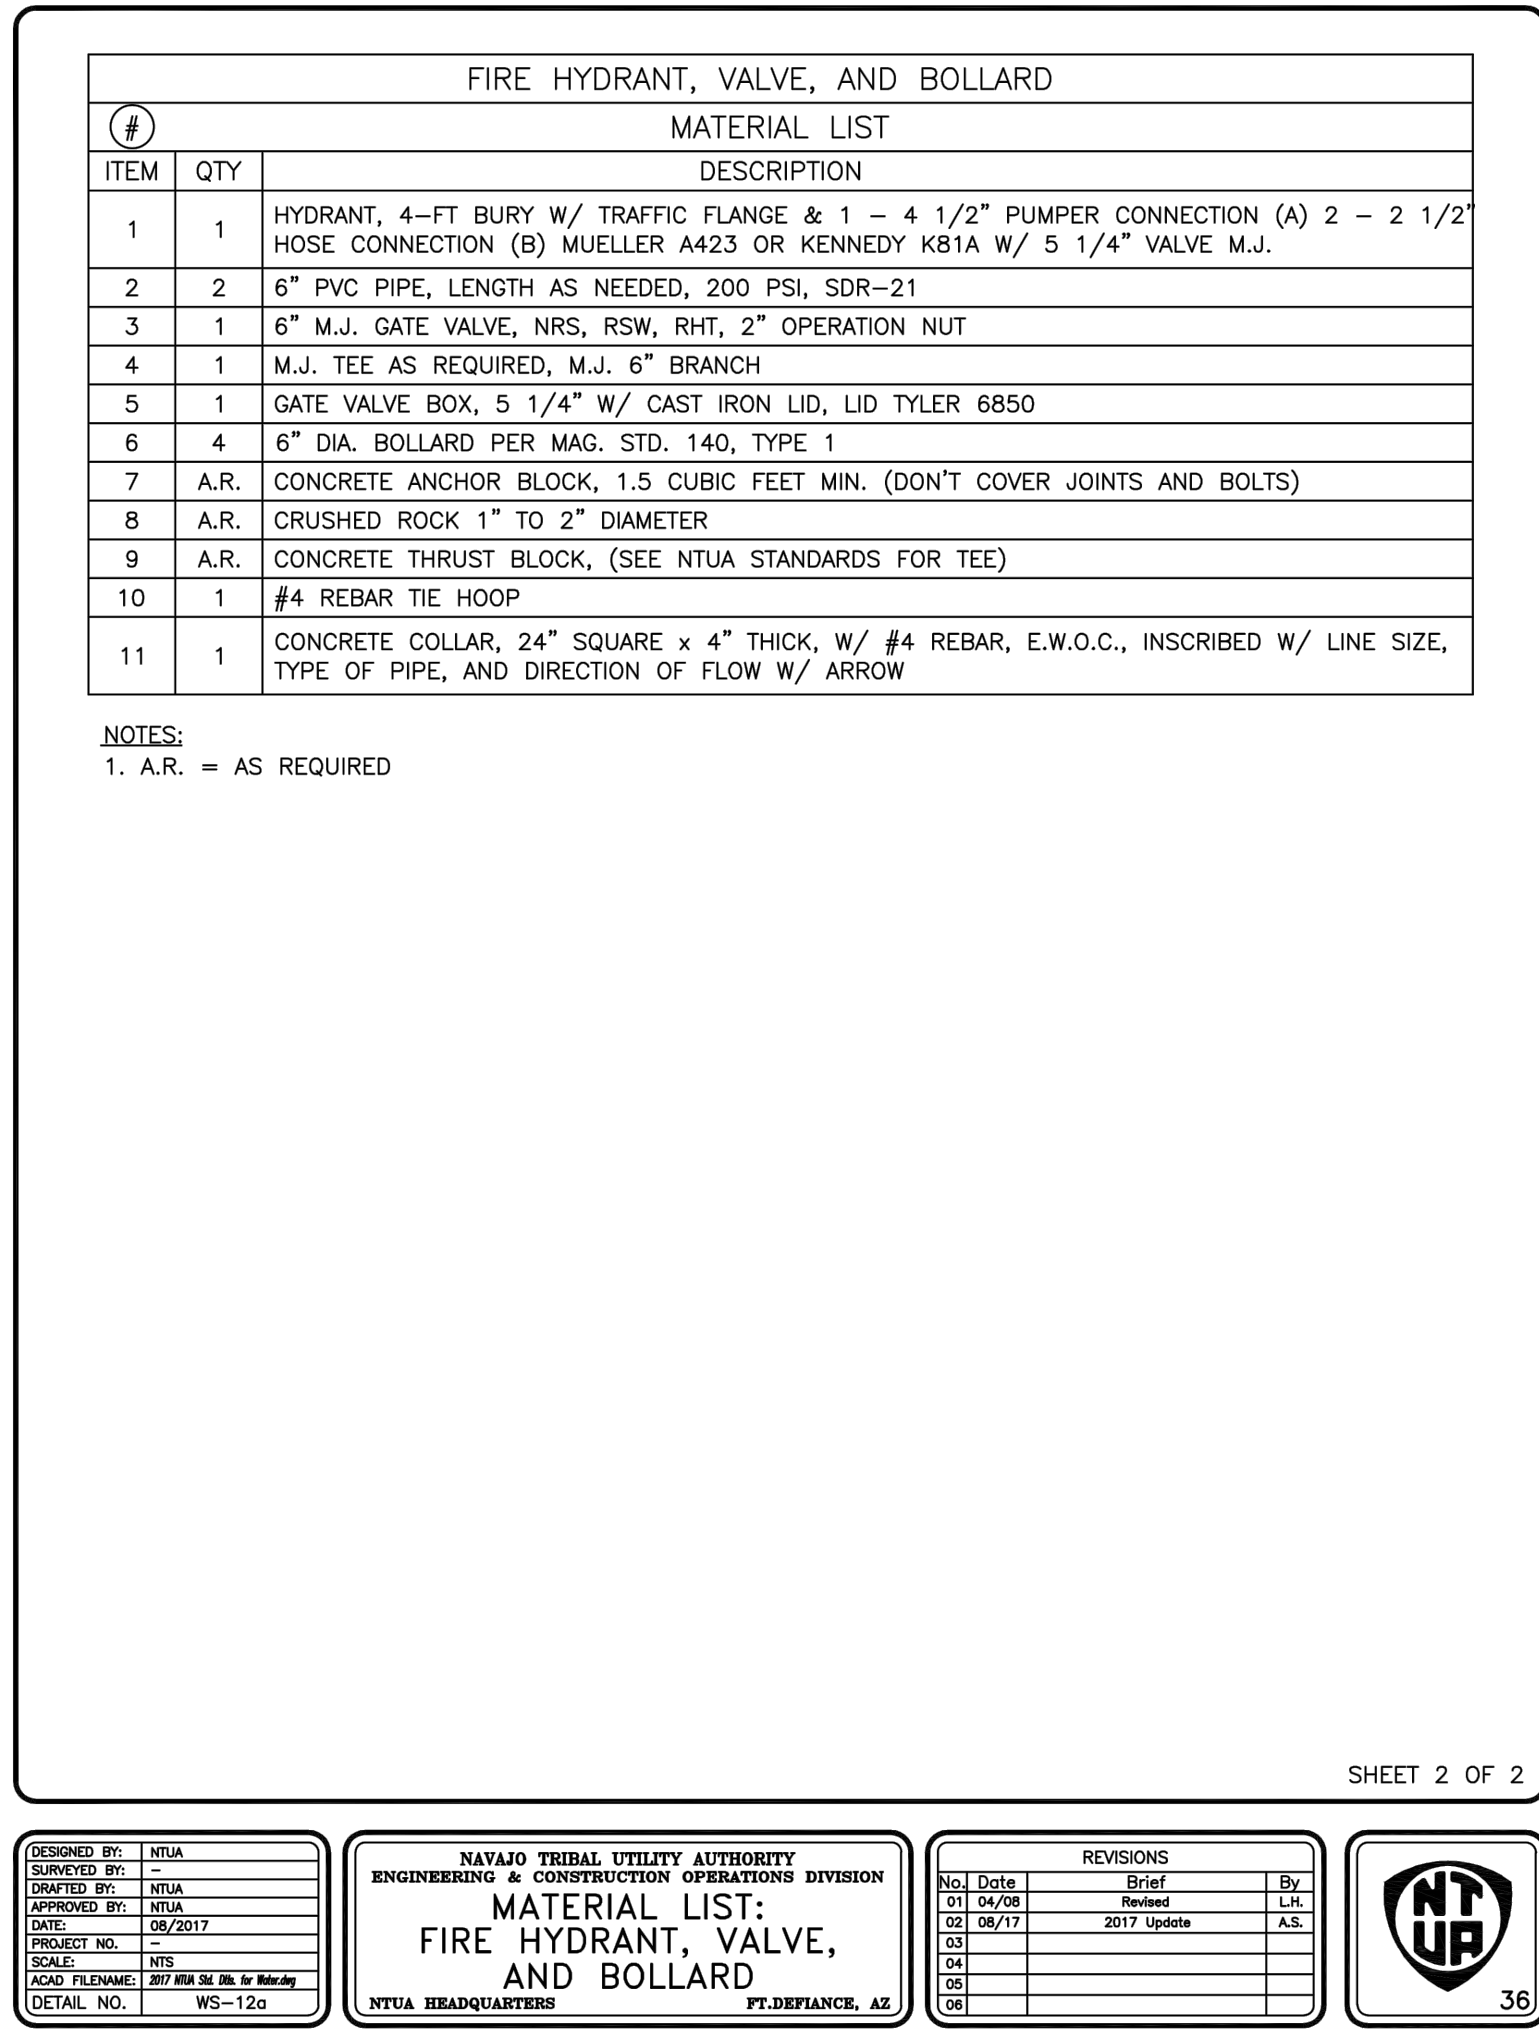 FIRE HYDRANT, VALVE, AND BOLLARD
# MATERIAL LIST
ITEM QTY DESCRIPTION
1 1 HYDRANT, 4-FT BURY W/ TRAFFIC FLANGE & 1 - 4 1/2" PUMPER CONNECTION (A) 2 - 2 1/2"
HOSE CONNECTION (B) MUELLER A423 OR KENNEDY K81A W/ 5 1/4" VALVE M.J.
2 2 6" PVC PIPE, LENGTH AS NEEDED, 200 PSI, SDR-21
3 1 6" M.J. GATE VALVE, NRS, RSW, RHT, 2" OPERATION NUT
4 1 M.J. TEE AS REQUIRED, M.J. 6" BRANCH
5 1 GATE VALVE BOX, 5 1/4" W/ CAST IRON LID, LID TYLER 6850
6 4 6" DIA. BOLLARD PER MAG. STD. 140, TYPE 1
7 A.R. CONCRETE ANCHOR BLOCK, 1.5 CUBIC FEET MIN. (DON'T COVER JOINTS AND BOLTS)
8 A.R. CRUSHED ROCK 1" TO 2" DIAMETER
9 A.R. CONCRETE THRUST BLOCK, (SEE NTUA STANDARDS FOR TEE)
10 1 #4 REBAR TIE HOOP
11 1 CONCRETE COLLAR, 24" SQUARE x 4" THICK, W/ #4 REBAR, E.W.O.C., INSCRIBED W/ LINE SIZE,
TYPE OF PIPE, AND DIRECTION OF FLOW W/ ARROW
NOTES:
1. A.R. = AS REQUIRED
SHEET 2 OF 2
DESIGNED BY: NTUA
SURVEYED BY: -
DRAFTED BY: NTUA
APPROVED BY: NTUA
DATE: 08/2017
PROJECT NO. -
SCALE: NTS
ACAD FILENAME: 2017 NTUA Std. Dtls. for Water.dwg
DETAIL NO. WS-12a
NAVAJO TRIBAL UTILITY AUTHORITY
ENGINEERING & CONSTRUCTION OPERATIONS DIVISION
MATERIAL LIST:
FIRE HYDRANT, VALVE,
AND BOLLARD
NTUA HEADQUARTERS FT.DEFIANCE, AZ
REVISIONS
No. Date Brief By
01 04/08 Revised L.H.
02 08/17 2017 Update A.S.
03
04
05
06
NT
UA
36